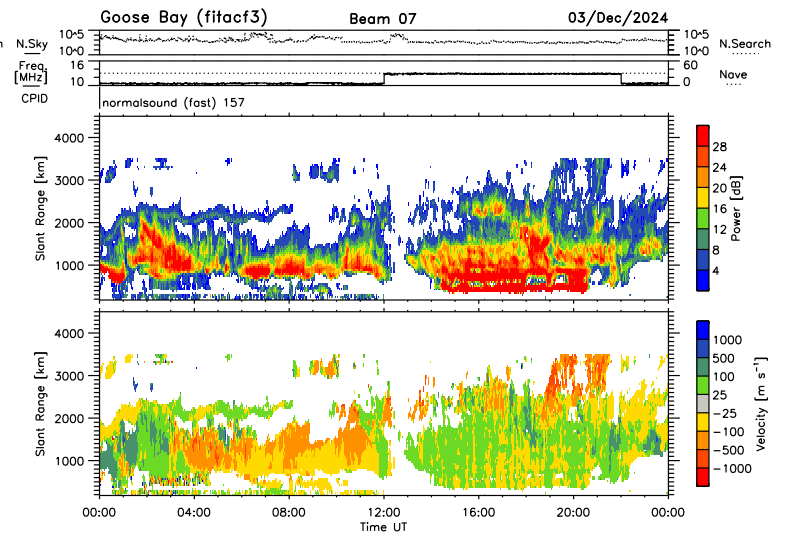 Goose Bay (fitacf3) Beam 07 03/Dec/2024
n N.Sky 10^5 10^0 10^5 10^0 N.Search
Freq. [MHz] 16 10 60 0 Nave
CPID normalsound (fast) 157
Slant Range [km] 4000 3000 2000 1000
28 24 20 16 12 8 4 Power [dB]
Slant Range [km] 4000 3000 2000 1000
1000 500 100 25 −25 −100 −500 −1000 Velocity [m s⁻¹]
00:00 04:00 08:00 12:00 16:00 20:00 00:00
Time UT